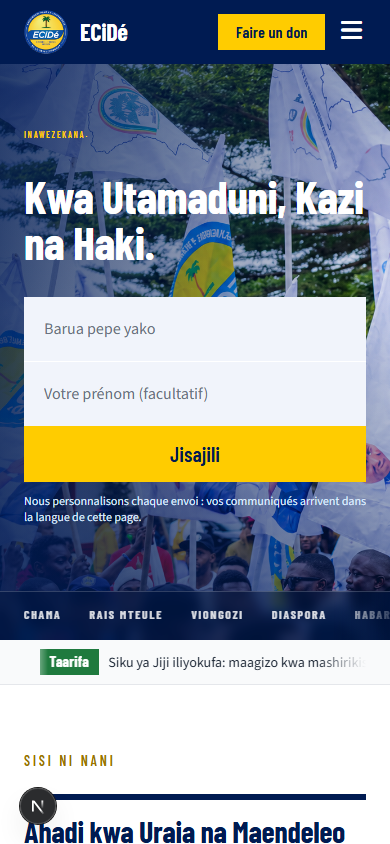 ECiDé
ECiDé
Faire un don
INAWEZEKANA.
Kwa Utamaduni, Kazi
na Haki.
Barua pepe yako
Votre prénom (facultatif)
Jisajili
Nous personnalisons chaque envoi : vos communiqués arrivent dans
la langue de cette page.
CHAMA
RAIS MTEULE
VIONGOZI
DIASPORA
HABAR
Taarifa
Siku ya Jiji iliyokufa: maagizo kwa mashirik
SISI NI NANI
N
Ahadi kwa Uraia na Maendeleo